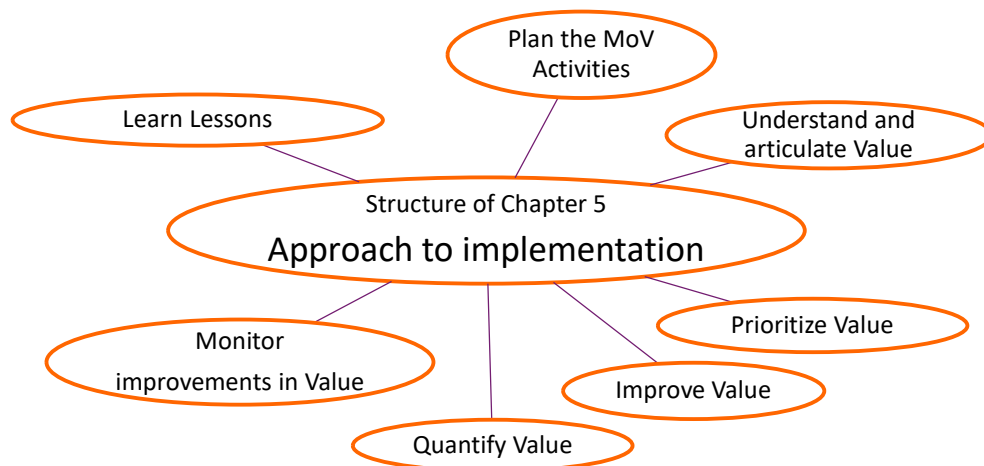 Plan the MoV
Activities
Learn Lessons
Understand and
articulate Value
Structure of Chapter 5
Approach to implementation
Prioritize Value
Monitor
improvements in Value
Improve Value
Quantify Value